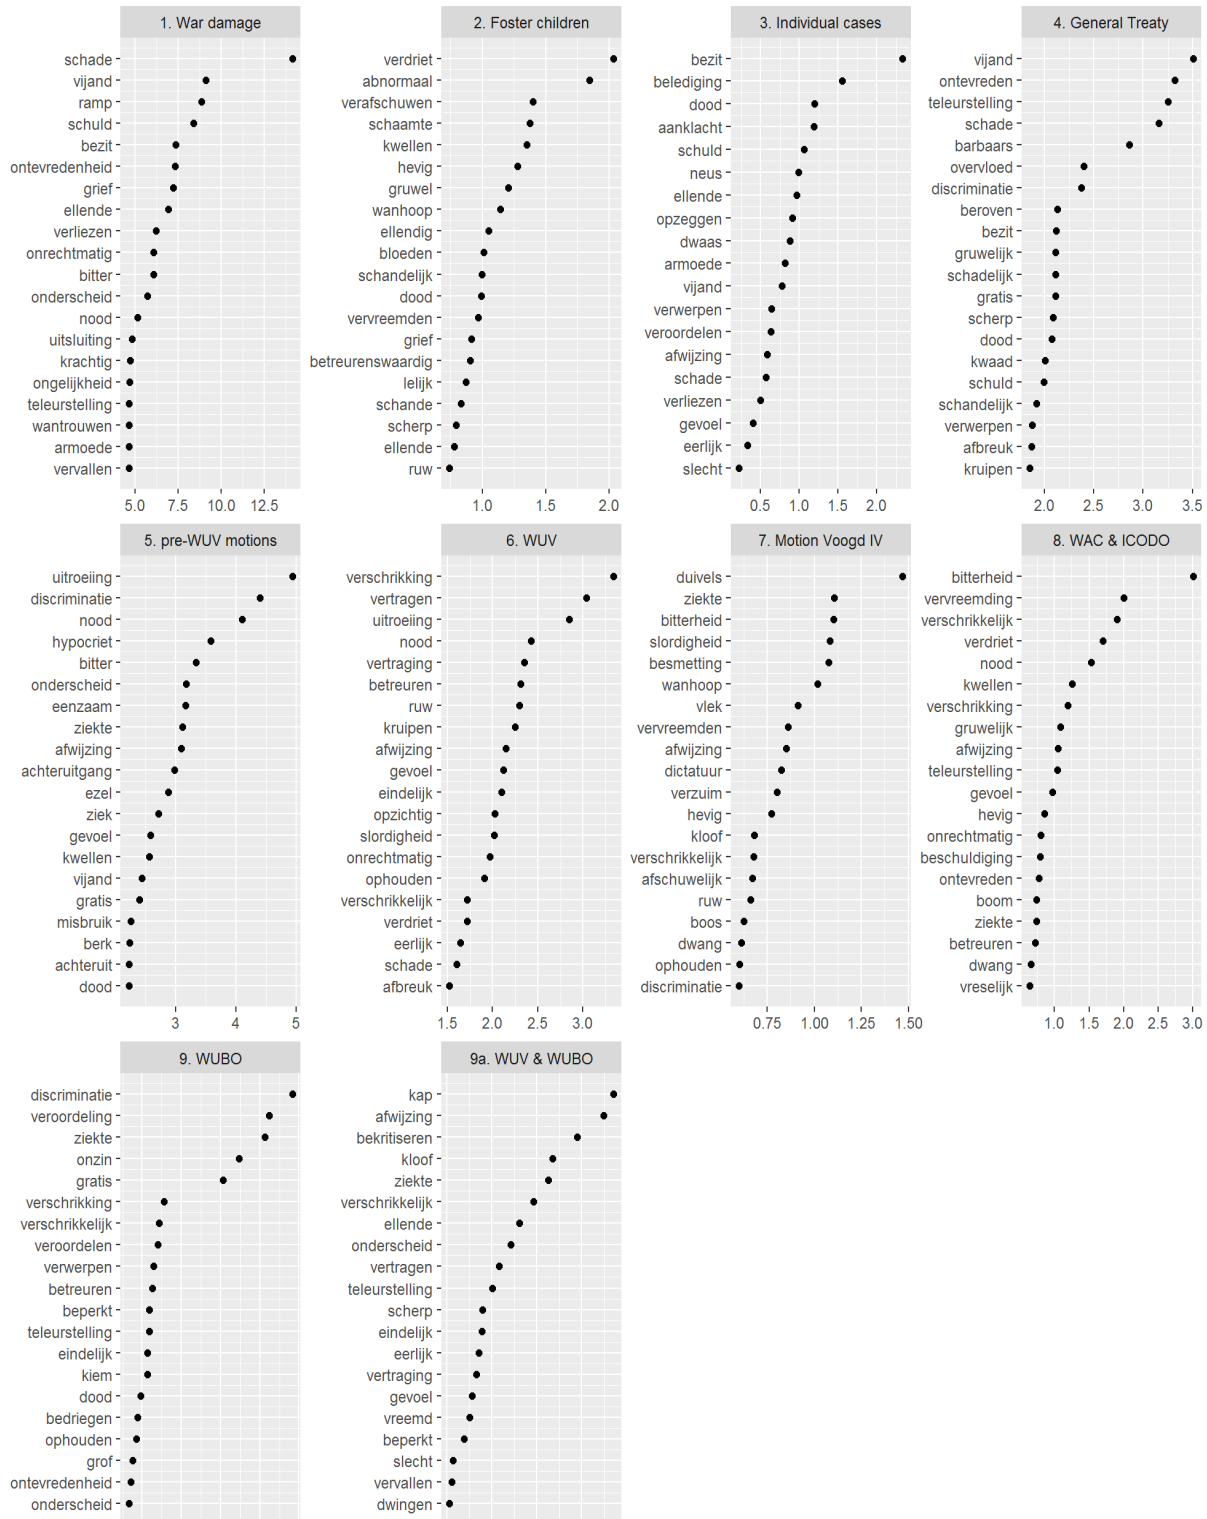 1. War damage
schade
vijand
ramp
schuld
bezit
ontevredenheid
grief
ellende
verliezen
onrechtmatig
bitter
onderscheid
nood
uitsluiting
krachtig
ongelijkheid
teleurstelling
wantrouwen
armoede
vervallen
5.0 7.5 10.0 12.5
2. Foster children
verdriet
abnormaal
verafschuwen
schaamte
kwellen
hevig
gruwel
wanhoop
ellendig
bloeden
schandelijk
dood
vervreemden
grief
betreurenswaardig
lelijk
schande
scherp
ellende
ruw
1.0 1.5 2.0
3. Individual cases
bezit
belediging
dood
aanklacht
schuld
neus
ellende
opzeggen
dwaas
armoede
vijand
verwerpen
veroordelen
afwijzing
schade
verliezen
gevoel
eerlijk
slecht
0.5 1.0 1.5 2.0
4. General Treaty
vijand
ontevreden
teleurstelling
schade
barbaars
overvloed
discriminatie
beroven
bezit
gruwelijk
schadelijk
gratis
scherp
dood
kwaad
schuld
schandelijk
verwerpen
afbreuk
kruipen
2.0 2.5 3.0 3.5
5. pre-WUV motions
uitroeiing
discriminatie
nood
hypocriet
bitter
onderscheid
eenzaam
ziekte
afwijzing
achteruitgang
ezel
ziek
gevoel
kwellen
vijand
gratis
misbruik
berk
achteruit
dood
3 4 5
6. WUV
verschrikking
vertragen
uitroeiing
nood
vertraging
betreuren
ruw
kruipen
afwijzing
gevoel
eindelijk
opzichtig
slordigheid
onrechtmatig
ophouden
verschrikkelijk
verdriet
eerlijk
schade
afbreuk
1.5 2.0 2.5 3.0
7. Motion Voogd IV
duivels
ziekte
bitterheid
slordigheid
besmetting
wanhoop
vlek
vervreemden
afwijzing
dictatuur
verzuim
hevig
kloof
verschrikkelijk
afschuwelijk
ruw
boos
dwang
ophouden
discriminatie
0.75 1.00 1.25 1.50
8. WAC & ICODO
bitterheid
vervreemding
verschrikkelijk
verdriet
nood
kwellen
verschrikking
gruwelijk
afwijzing
teleurstelling
gevoel
hevig
onrechtmatig
beschuldiging
ontevreden
boom
ziekte
betreuren
dwang
vreselijk
1.0 1.5 2.0 2.5 3.0
9. WUBO
discriminatie
veroordeling
ziekte
onzin
gratis
verschrikking
verschrikkelijk
veroordelen
verwerpen
betreuren
beperkt
teleurstelling
eindelijk
kiem
dood
bedriegen
ophouden
grof
ontevredenheid
onderscheid
9a. WUV & WUBO
kap
afwijzing
bekritiseren
kloof
ziekte
verschrikkelijk
ellende
onderscheid
vertragen
teleurstelling
scherp
eindelijk
eerlijk
vertraging
gevoel
vreemd
beperkt
slecht
vervallen
dwingen